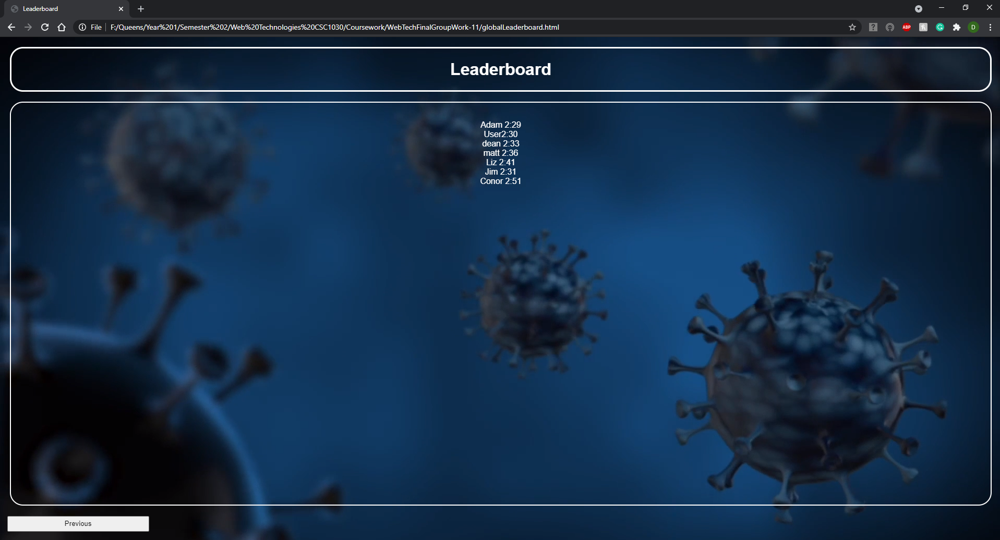 Leaderboard
File
F:/Queens/Year%201/Semester%202/Web%20Technologies%20CSC1030/Coursework/WebTechFinalGroupWork-11/globalLeaderboard.html
ABP
D
Leaderboard
Adam 2:29
User2:30
dean 2:33
matt 2:36
Liz 2:41
Jim 2:31
Conor 2:51
Previous